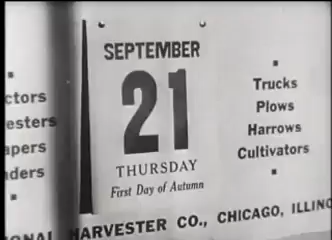 SEPTEMBER
21
THURSDAY
First Day of Autumn
ctors
esters
apers
nders
Trucks
Plows
Harrows
Cultivators
ONAL HARVESTER CO., CHICAGO, ILLINO